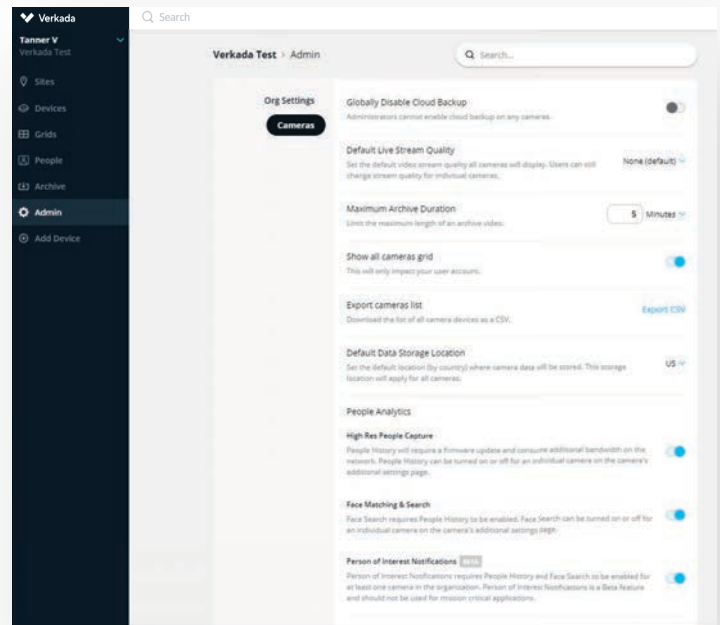 Verkada
Search
Tanner V
Verkada Test
Verkada Test > Admin
Search...
Sites
Devices
Grids
People
Archive
Admin
Add Device
Org Settings
Cameras
Globally Disable Cloud Backup
Administrators cannot enable cloud backup on any cameras.
Default Live Stream Quality
Set the default video stream quality all cameras will display. Users can still
change stream quality for individual cameras.
None (default)
Maximum Archive Duration
Limit the maximum length of an archive video.
5 Minutes
Show all cameras grid
This will only impact your user account.
Export cameras list
Download the list of all camera devices as a CSV.
Export CSV
Default Data Storage Location
Set the default location (by country) where camera data will be stored. This storage
location will apply for all cameras.
US
People Analytics
High Res People Capture
People History will require a firmware update and consume additional bandwidth on the
network. People History can be turned on or off for an individual camera on the camera's
additional settings page.
Face Matching & Search
Face Search requires People History to be enabled. Face Search can be turned on or off for
an individual camera on the camera's additional settings page.
Person of Interest Notifications BETA
Person of Interest Notifications requires People History and Face Search to be enabled for
at least one camera in the organization. Person of Interest Notifications is a Beta Feature
and should not be used for mission critical applications.